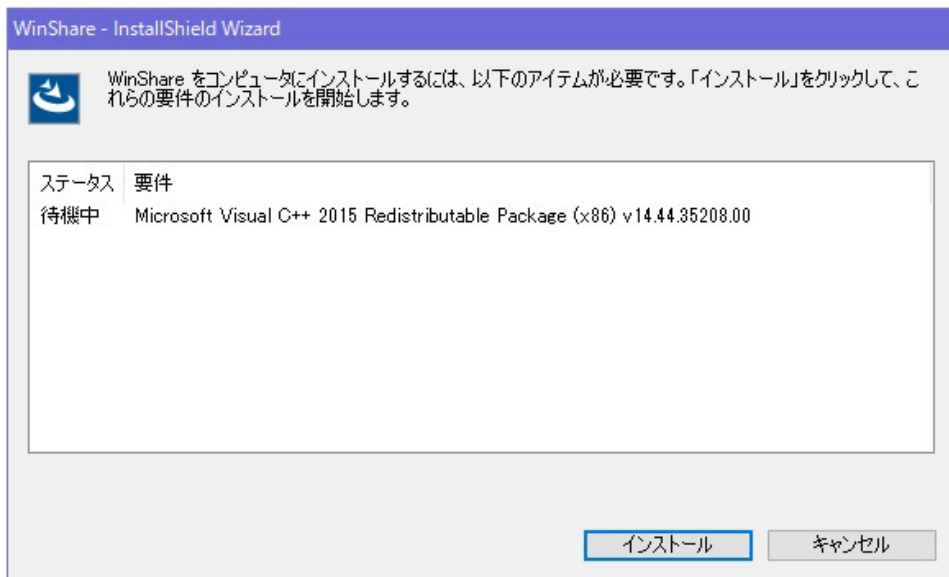 WinShare - InstallShield Wizard
WinShare をコンピュータにインストールするには、以下のアイテムが必要です。「インストール」をクリックして、こ
れらの要件のインストールを開始します。
ステータス 要件
待機中 Microsoft Visual C++ 2015 Redistributable Package (x86) v14.44.35208.00
インストール キャンセル